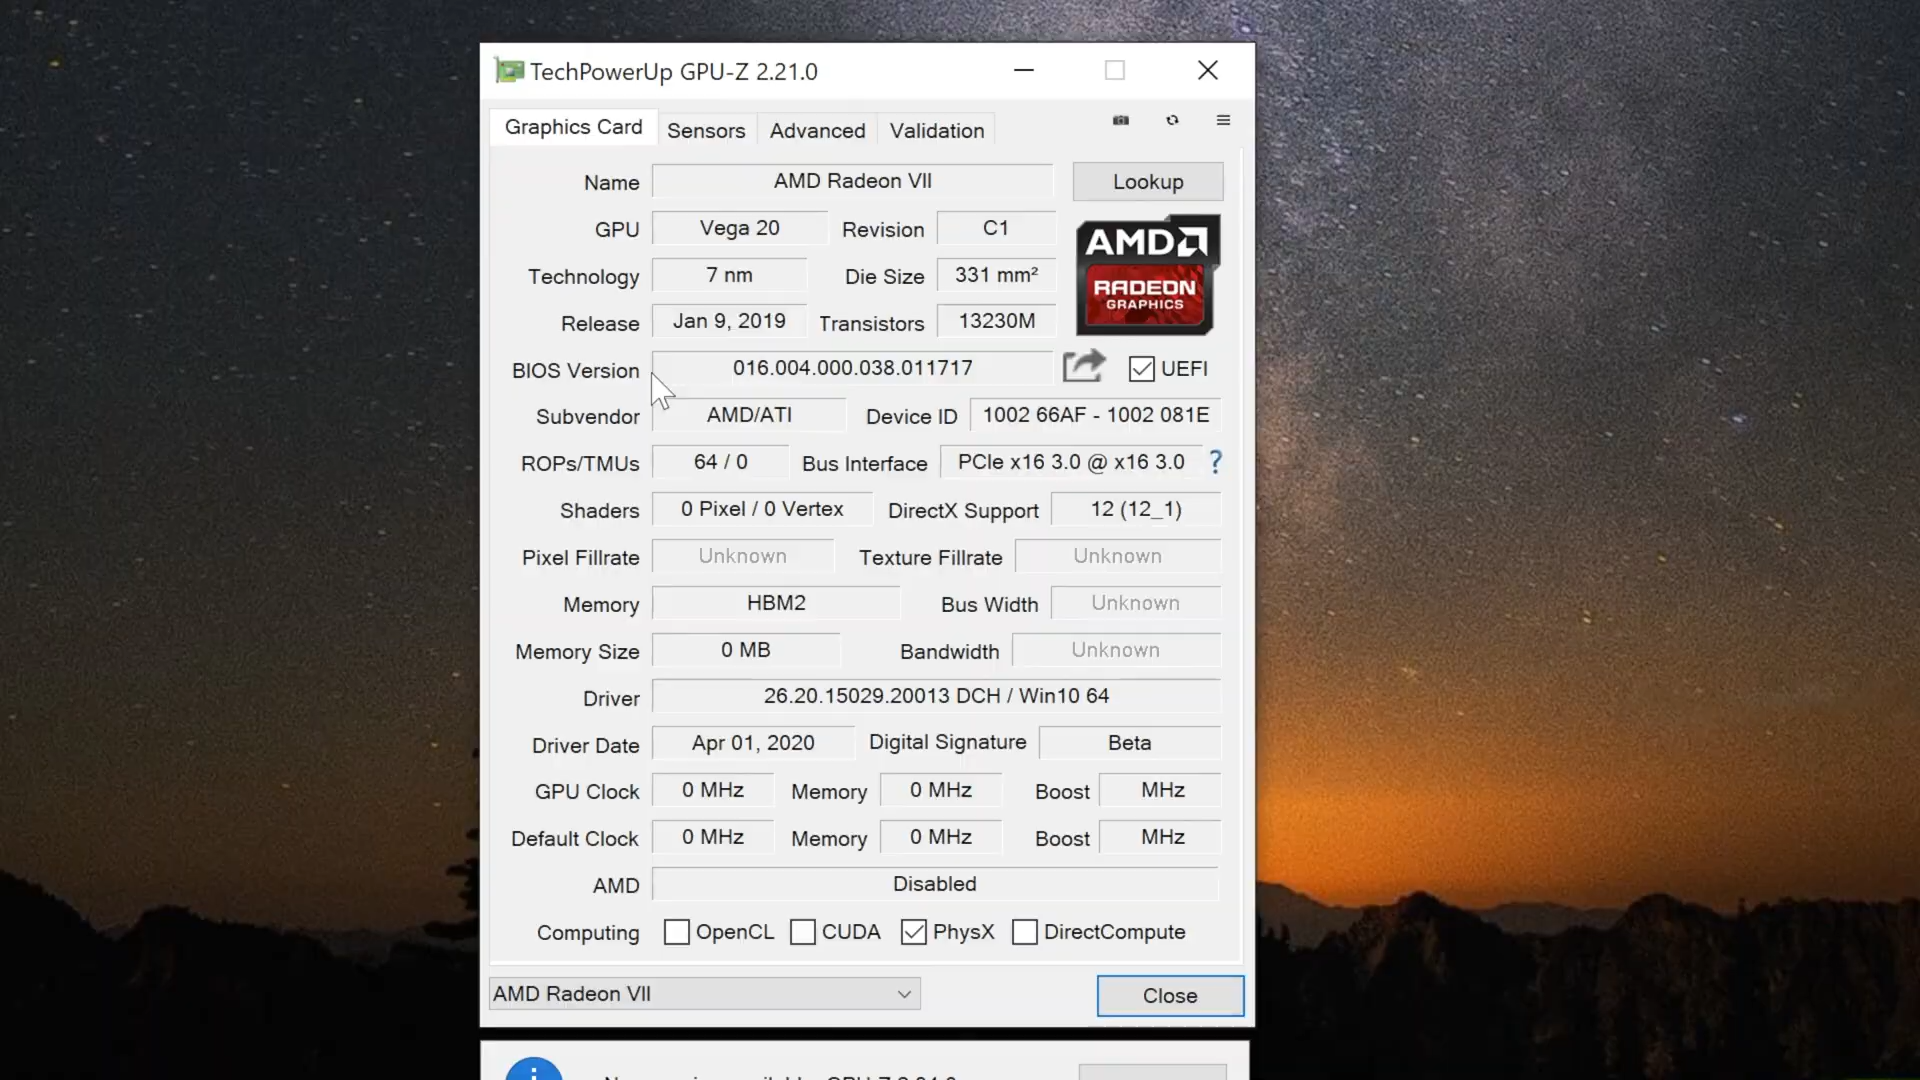 TechPowerUp GPU-Z 2.21.0
Graphics Card Sensors Advanced Validation
Name AMD Radeon VII Lookup
GPU Vega 20 Revision C1
AMD
RADEON
GRAPHICS
Technology 7 nm Die Size 331 mm²
Release Jan 9, 2019 Transistors 13230M
BIOS Version 016.004.000.038.011717 UEFI
Subvendor AMD/ATI Device ID 1002 66AF - 1002 081E
ROPs/TMUs 64 / 0 Bus Interface PCIe x16 3.0 @ x16 3.0 ?
Shaders 0 Pixel / 0 Vertex DirectX Support 12 (12_1)
Pixel Fillrate Unknown Texture Fillrate Unknown
Memory HBM2 Bus Width Unknown
Memory Size 0 MB Bandwidth Unknown
Driver 26.20.15029.20013 DCH / Win10 64
Driver Date Apr 01, 2020 Digital Signature Beta
GPU Clock 0 MHz Memory 0 MHz Boost MHz
Default Clock 0 MHz Memory 0 MHz Boost MHz
AMD Disabled
Computing OpenCL CUDA PhysX DirectCompute
AMD Radeon VII Close